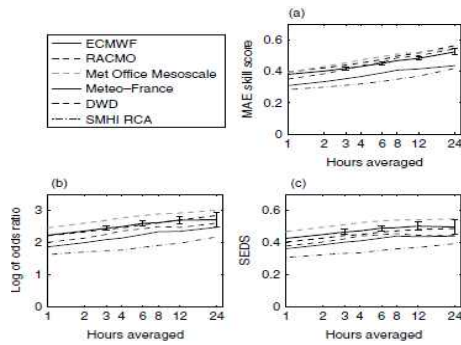 ECMWF
RACMO
Met Office Mesoscale
Meteo-France
DWD
SMHI RCA
(a)
MAE skill score
0.6
0.4
0.2
0
1 2 3 4 6 8 12 24
Hours averaged
(b)
Log of odds ratio
3
2
1
0
1 2 3 4 6 8 12 24
Hours averaged
(c)
SEDS
0.6
0.4
0.2
0
1 2 3 4 6 8 12 24
Hours averaged